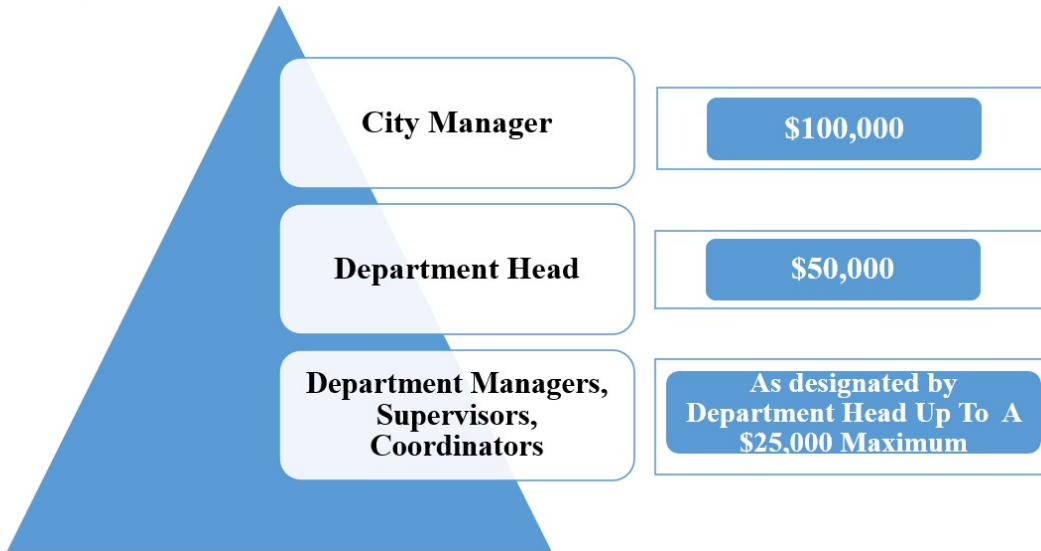 City Manager
$100,000
Department Head
$50,000
Department Managers,
Supervisors,
Coordinators
As designated by
Department Head Up To A
$25,000 Maximum